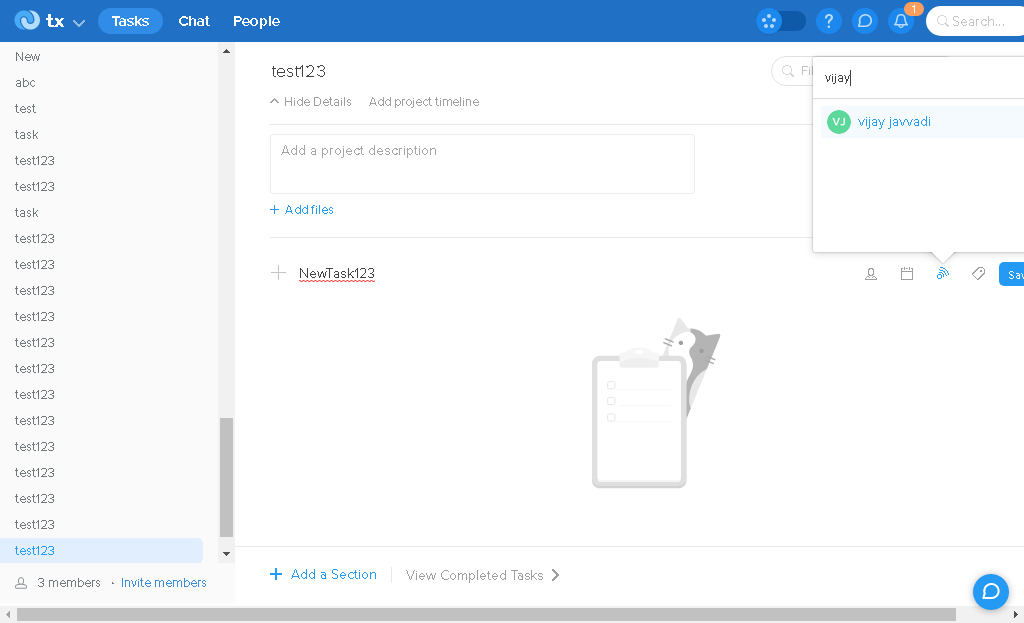 tx
Tasks
Chat
People
?
1
Search...
New
abc
test
task
test123
test123
task
test123
test123
test123
test123
test123
test123
test123
test123
test123
test123
test123
test123
test123
3 members · Invite members
test123
Hide Details
Add project timeline
Add a project description
+ Add files
vijay
VJ vijay javvadi
NewTask123
+ Add a Section
View Completed Tasks